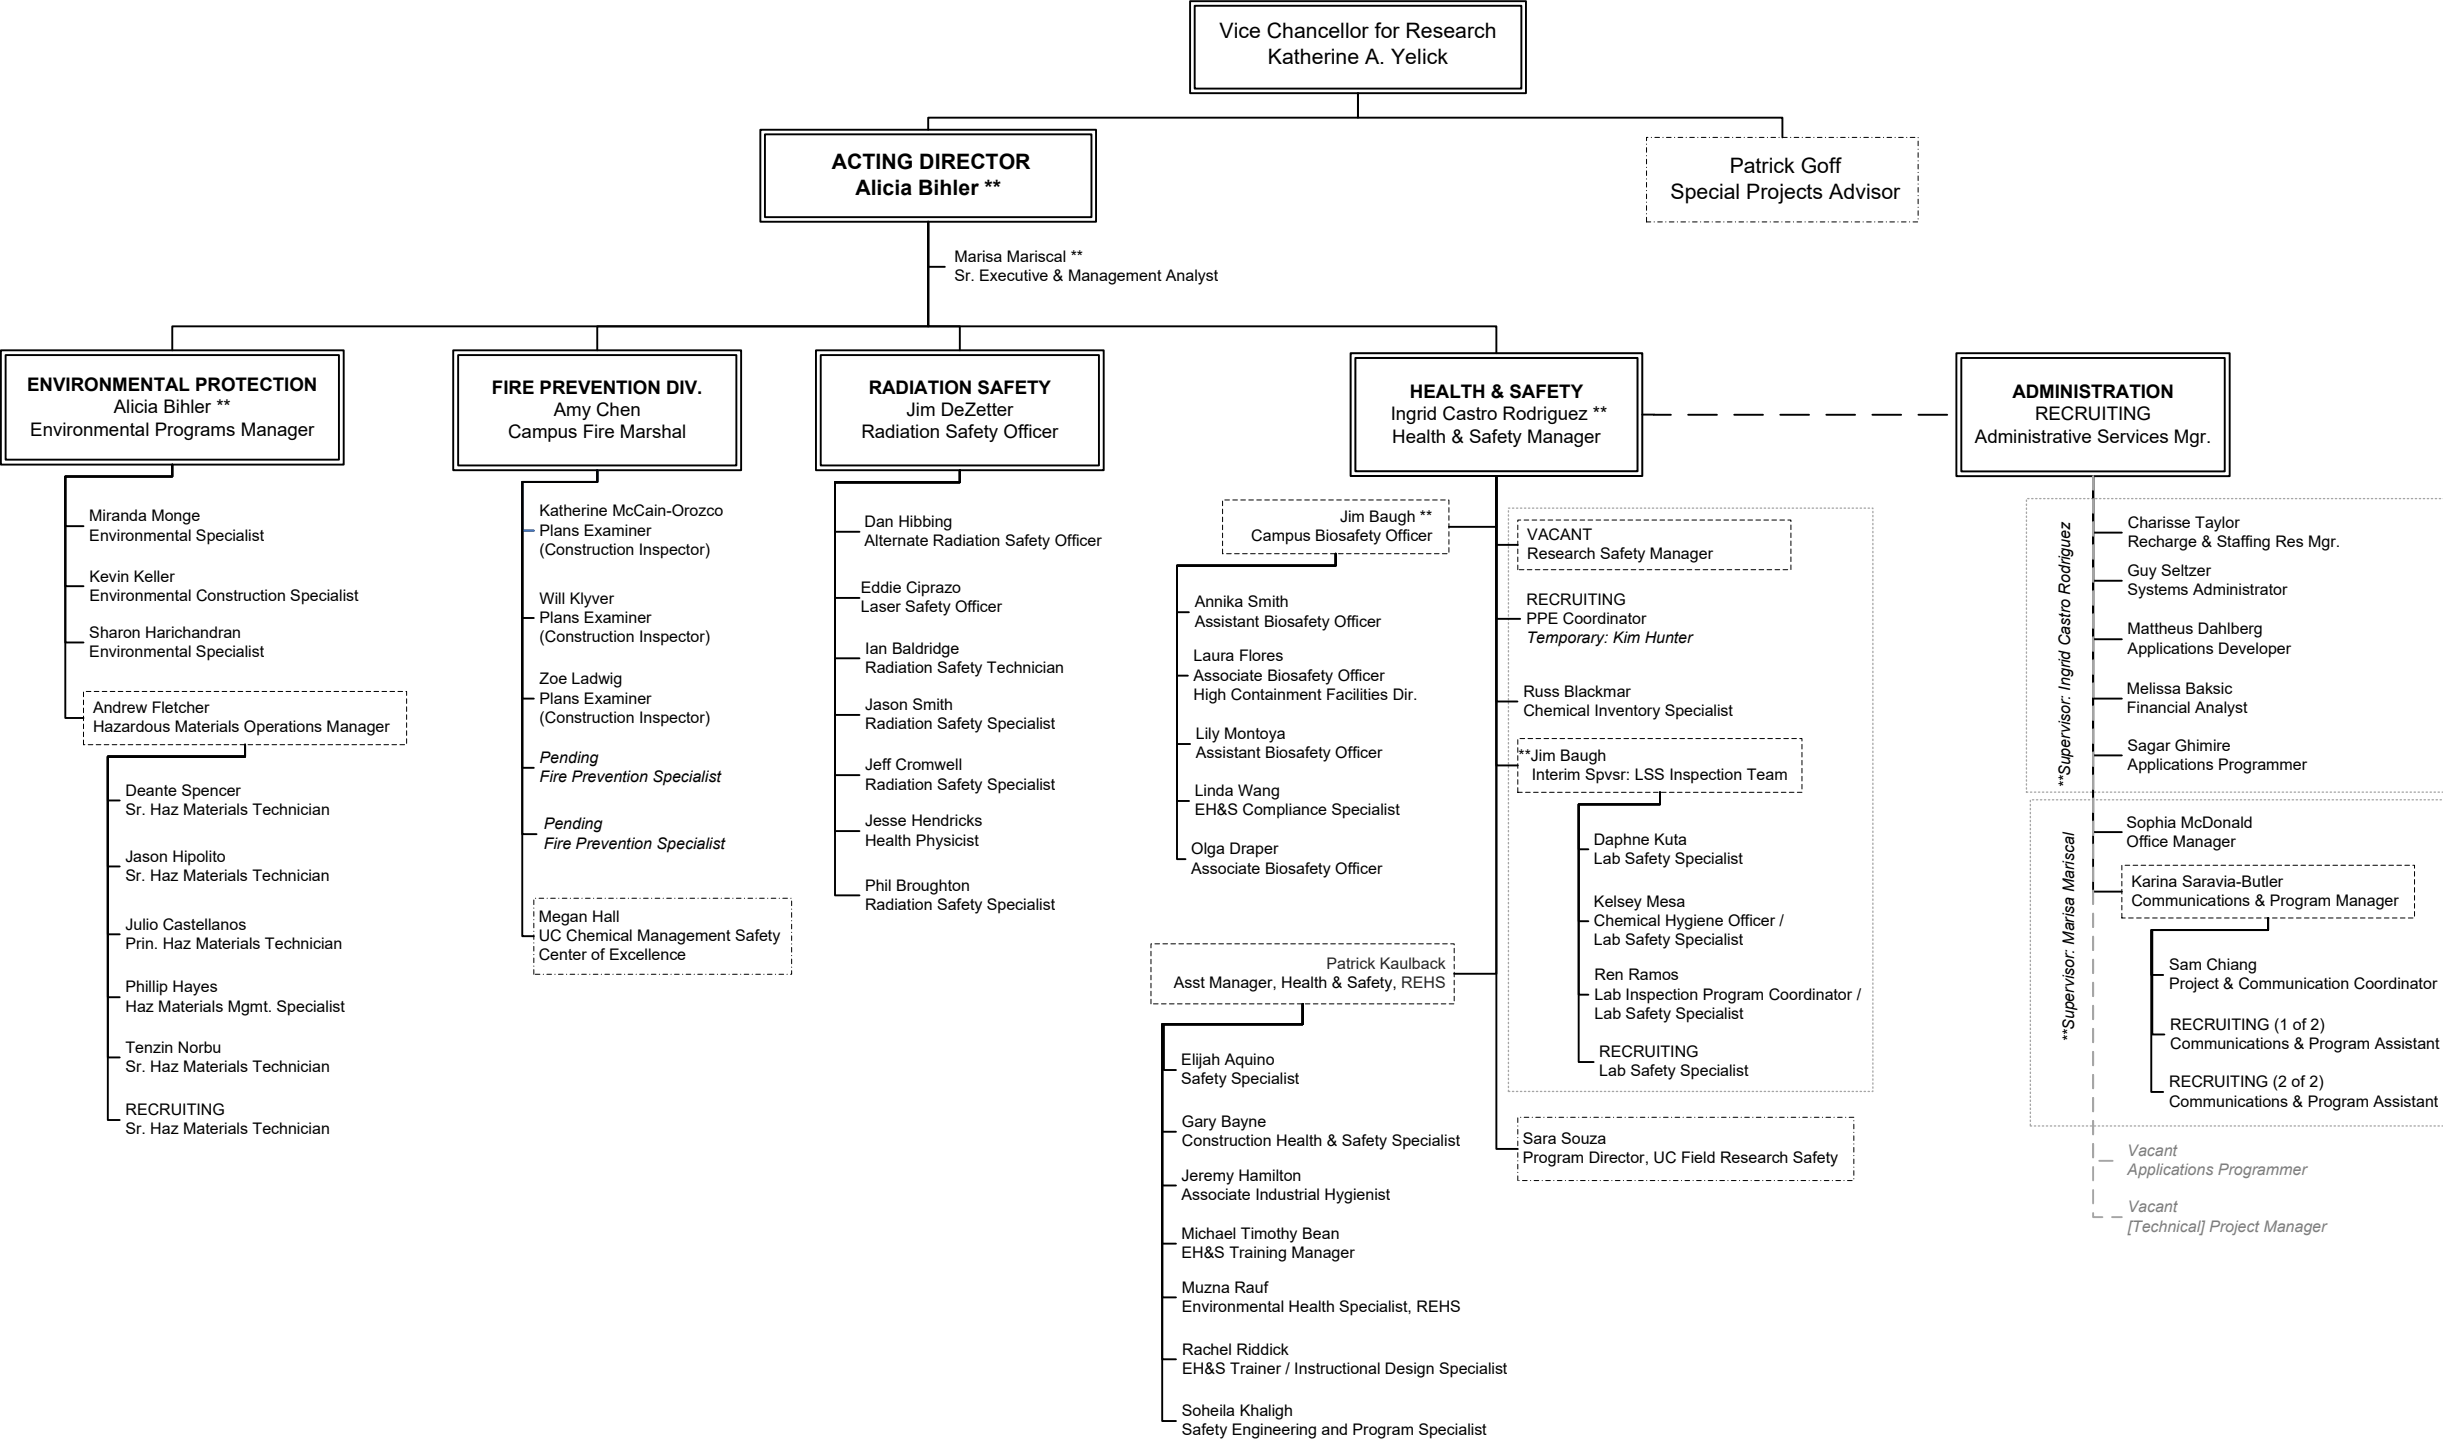 Vice Chancellor for Research
Katherine A. Yelick
ACTING DIRECTOR
Alicia Bihler **
Patrick Goff
Special Projects Advisor
Marisa Mariscal **
Sr. Executive & Management Analyst
ENVIRONMENTAL PROTECTION
Alicia Bihler **
Environmental Programs Manager
Miranda Monge
Environmental Specialist
Kevin Keller
Environmental Construction Specialist
Sharon Harichandran
Environmental Specialist
Andrew Fletcher
Hazardous Materials Operations Manager
Deante Spencer
Sr. Haz Materials Technician
Jason Hipolito
Sr. Haz Materials Technician
Julio Castellanos
Prin. Haz Materials Technician
Phillip Hayes
Haz Materials Mgmt. Specialist
Tenzin Norbu
Sr. Haz Materials Technician
RECRUITING
Sr. Haz Materials Technician
FIRE PREVENTION DIV.
Amy Chen
Campus Fire Marshal
Katherine McCain-Orozco
Plans Examiner
(Construction Inspector)
Will Klyver
Plans Examiner
(Construction Inspector)
Zoe Ladwig
Plans Examiner
(Construction Inspector)
Pending
Fire Prevention Specialist
Pending
Fire Prevention Specialist
Megan Hall
UC Chemical Management Safety
Center of Excellence
RADIATION SAFETY
Jim DeZetter
Radiation Safety Officer
Dan Hibbing
Alternate Radiation Safety Officer
Eddie Ciprazo
Laser Safety Officer
Ian Baldridge
Radiation Safety Technician
Jason Smith
Radiation Safety Specialist
Jeff Cromwell
Radiation Safety Specialist
Jesse Hendricks
Health Physicist
Phil Broughton
Radiation Safety Specialist
HEALTH & SAFETY
Ingrid Castro Rodriguez **
Health & Safety Manager
Jim Baugh **
Campus Biosafety Officer
Annika Smith
Assistant Biosafety Officer
Laura Flores
Associate Biosafety Officer
High Containment Facilities Dir.
Lily Montoya
Assistant Biosafety Officer
Linda Wang
EH&S Compliance Specialist
Olga Draper
Associate Biosafety Officer
Patrick Kaulback
Asst Manager, Health & Safety, REHS
Elijah Aquino
Safety Specialist
Gary Bayne
Construction Health & Safety Specialist
Jeremy Hamilton
Associate Industrial Hygienist
Michael Timothy Bean
EH&S Training Manager
Muzna Rauf
Environmental Health Specialist, REHS
Rachel Riddick
EH&S Trainer / Instructional Design Specialist
Soheila Khaligh
Safety Engineering and Program Specialist
VACANT
Research Safety Manager
RECRUITING
PPE Coordinator
Temporary: Kim Hunter
Russ Blackmar
Chemical Inventory Specialist
**Jim Baugh
Interim Spvsr: LSS Inspection Team
Daphne Kuta
Lab Safety Specialist
Kelsey Mesa
Chemical Hygiene Officer /
Lab Safety Specialist
Ren Ramos
Lab Inspection Program Coordinator /
Lab Safety Specialist
RECRUITING
Lab Safety Specialist
Sara Souza
Program Director, UC Field Research Safety
ADMINISTRATION
RECRUITING
Administrative Services Mgr.
**Supervisor: Ingrid Castro Rodriguez
Charisse Taylor
Recharge & Staffing Res Mgr.
Guy Seltzer
Systems Administrator
Mattheus Dahlberg
Applications Developer
Melissa Baksic
Financial Analyst
Sagar Ghimire
Applications Programmer
**Supervisor: Marisa Mariscal
Sophia McDonald
Office Manager
Karina Saravia-Butler
Communications & Program Manager
Sam Chiang
Project & Communication Coordinator
RECRUITING (1 of 2)
Communications & Program Assistant
RECRUITING (2 of 2)
Communications & Program Assistant
Vacant
Applications Programmer
Vacant
[Technical] Project Manager